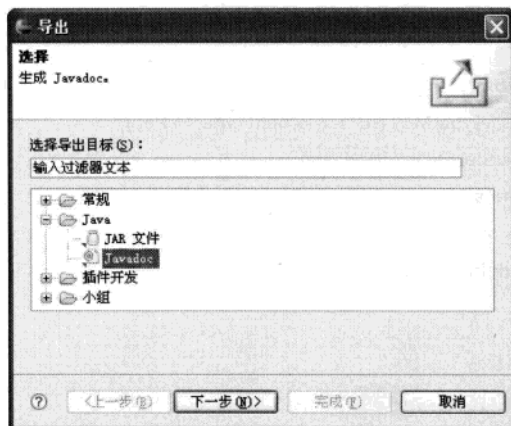 导出
选择
生成 Javadoc。
选择导出目标(S):
输入过滤器文本
常规
Java
JAR 文件
Javadoc
插件开发
小组
<上一步(B) 下一步(N)> 完成(F) 取消